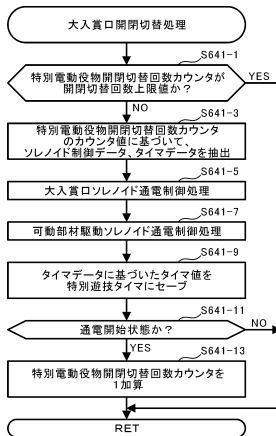 大入賞口開閉切替処理
S641-1
特別電動役物開閉切替回数カウンタが
開閉切替回数上限値か？
YES
NO
S641-3
特別電動役物開閉切替回数カウンタ
のカウンタ値に基づいて、
ソレノイド制御データ、タイマデータを抽出
S641-5
大入賞口ソレノイド通電制御処理
S641-7
可動部材駆動ソレノイド通電制御処理
S641-9
タイマデータに基づいたタイマ値を
特別遊技タイマにセーブ
S641-11
通電開始状態か？
NO
YES
S641-13
特別電動役物開閉切替回数カウンタを
1加算
RET